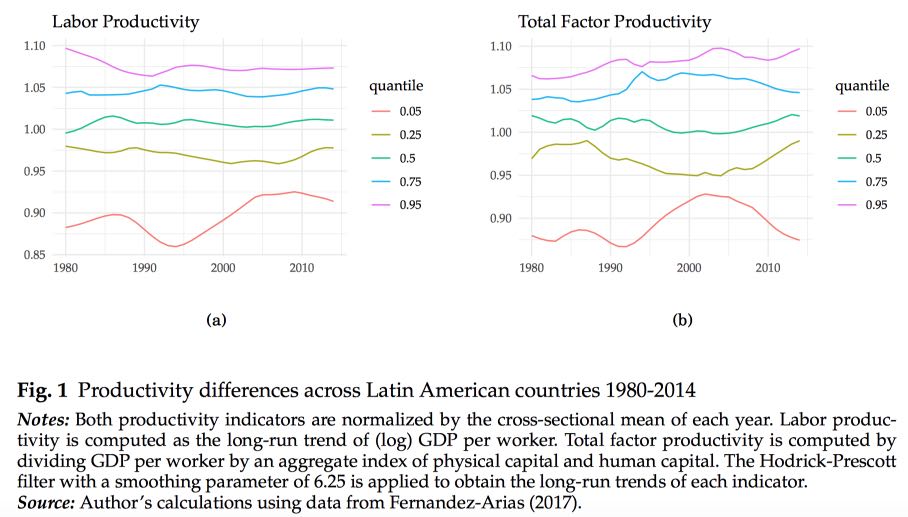 Labor Productivity
1.10
1.05
1.00
0.95
0.90
0.85
1980
1990
2000
2010
quantile
0.05
0.25
0.5
0.75
0.95
(a)
Total Factor Productivity
1.10
1.05
1.00
0.95
0.90
1980
1990
2000
2010
quantile
0.05
0.25
0.5
0.75
0.95
(b)
Fig. 1 Productivity differences across Latin American countries 1980-2014
Notes: Both productivity indicators are normalized by the cross-sectional mean of each year. Labor produc-
tivity is computed as the long-run trend of (log) GDP per worker. Total factor productivity is computed by
dividing GDP per worker by an aggregate index of physical capital and human capital. The Hodrick-Prescott
filter with a smoothing parameter of 6.25 is applied to obtain the long-run trends of each indicator.
Source: Author's calculations using data from Fernandez-Arias (2017).